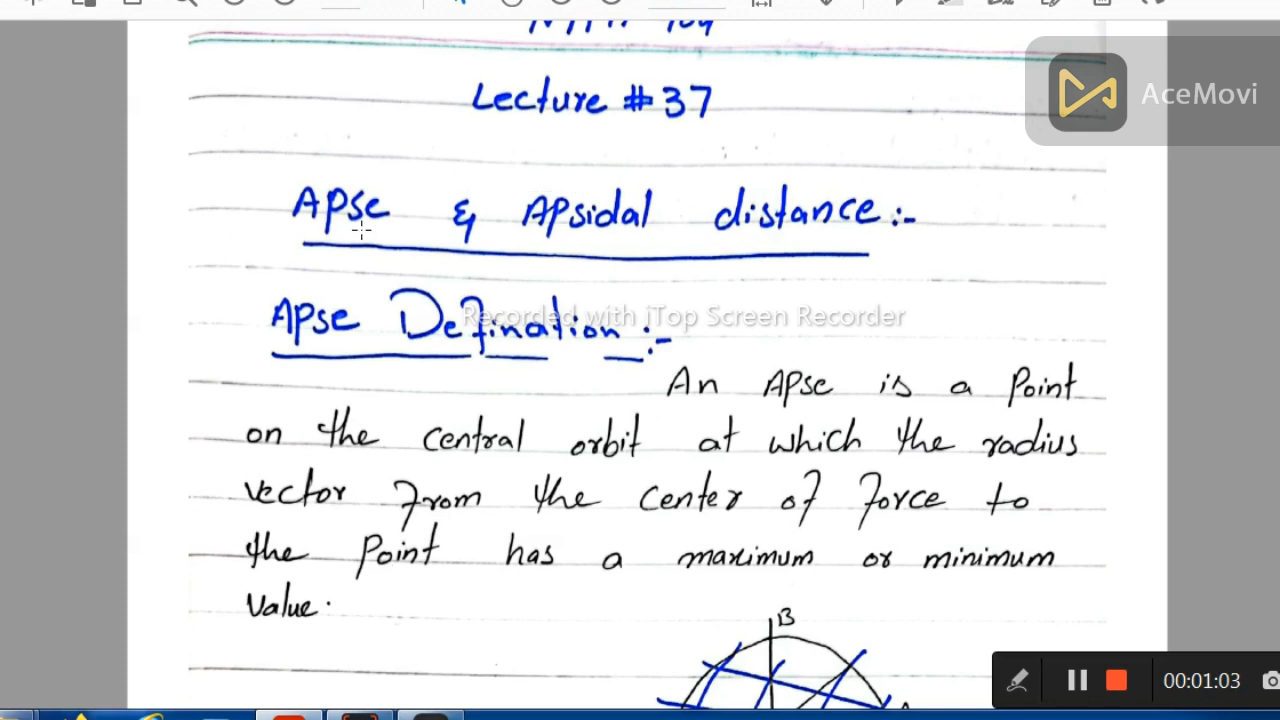 Lecture # 37
AceMovi
Apse & Apsidal distance :-
Apse Defination :-
Recorded with iTop Screen Recorder
An Apse is a Point
on the central orbit at which the radius
vector from the center of force to
the Point has a maximum or minimum
value.
B
00:01:03